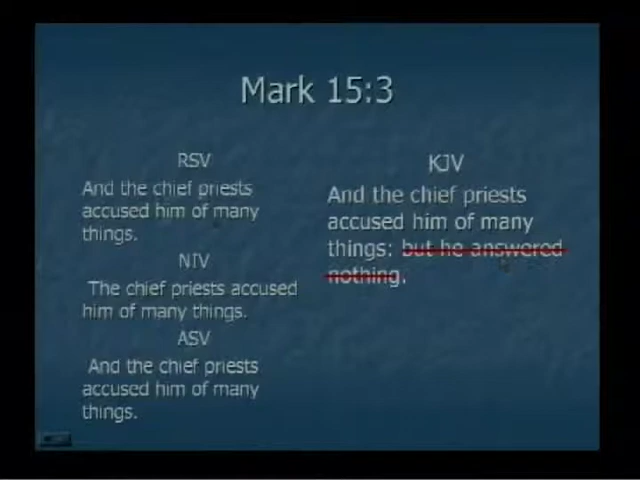 Mark 15:3
RSV
And the chief priests
accused him of many
things.
NIV
The chief priests accused
him of many things.
ASV
And the chief priests
accused him of many
things.
KJV
And the chief priests
accused him of many
things: but he answered
nothing.